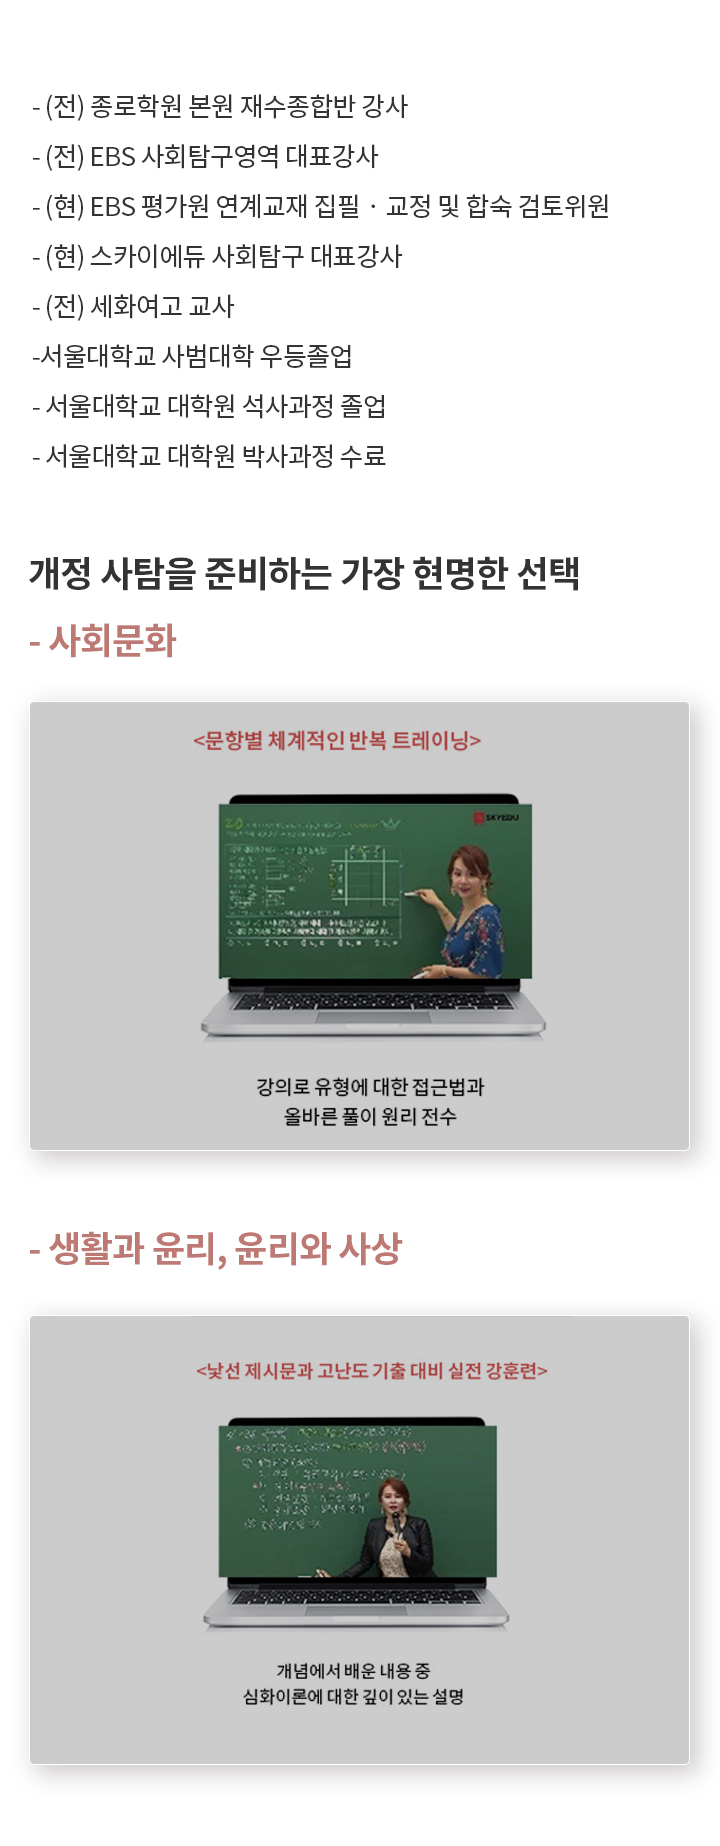 - (전) 종로학원 본원 재수종합반 강사
- (전) EBS 사회탐구영역 대표강사
- (현) EBS 평가원 연계교재 집필 · 교정 및 합숙 검토위원
- (현) 스카이에듀 사회탐구 대표강사
- (전) 세화여고 교사
-서울대학교 사범대학 우등졸업
- 서울대학교 대학원 석사과정 졸업
- 서울대학교 대학원 박사과정 수료
개정 사탐을 준비하는 가장 현명한 선택
- 사회문화
<문항별 체계적인 반복 트레이닝>
20
SKYEDU
강의로 유형에 대한 접근법과
올바른 풀이 원리 전수
- 생활과 윤리, 윤리와 사상
<낯선 제시문과 고난도 기출 대비 실전 강훈련>
개념에서 배운 내용 중
심화이론에 대한 깊이 있는 설명